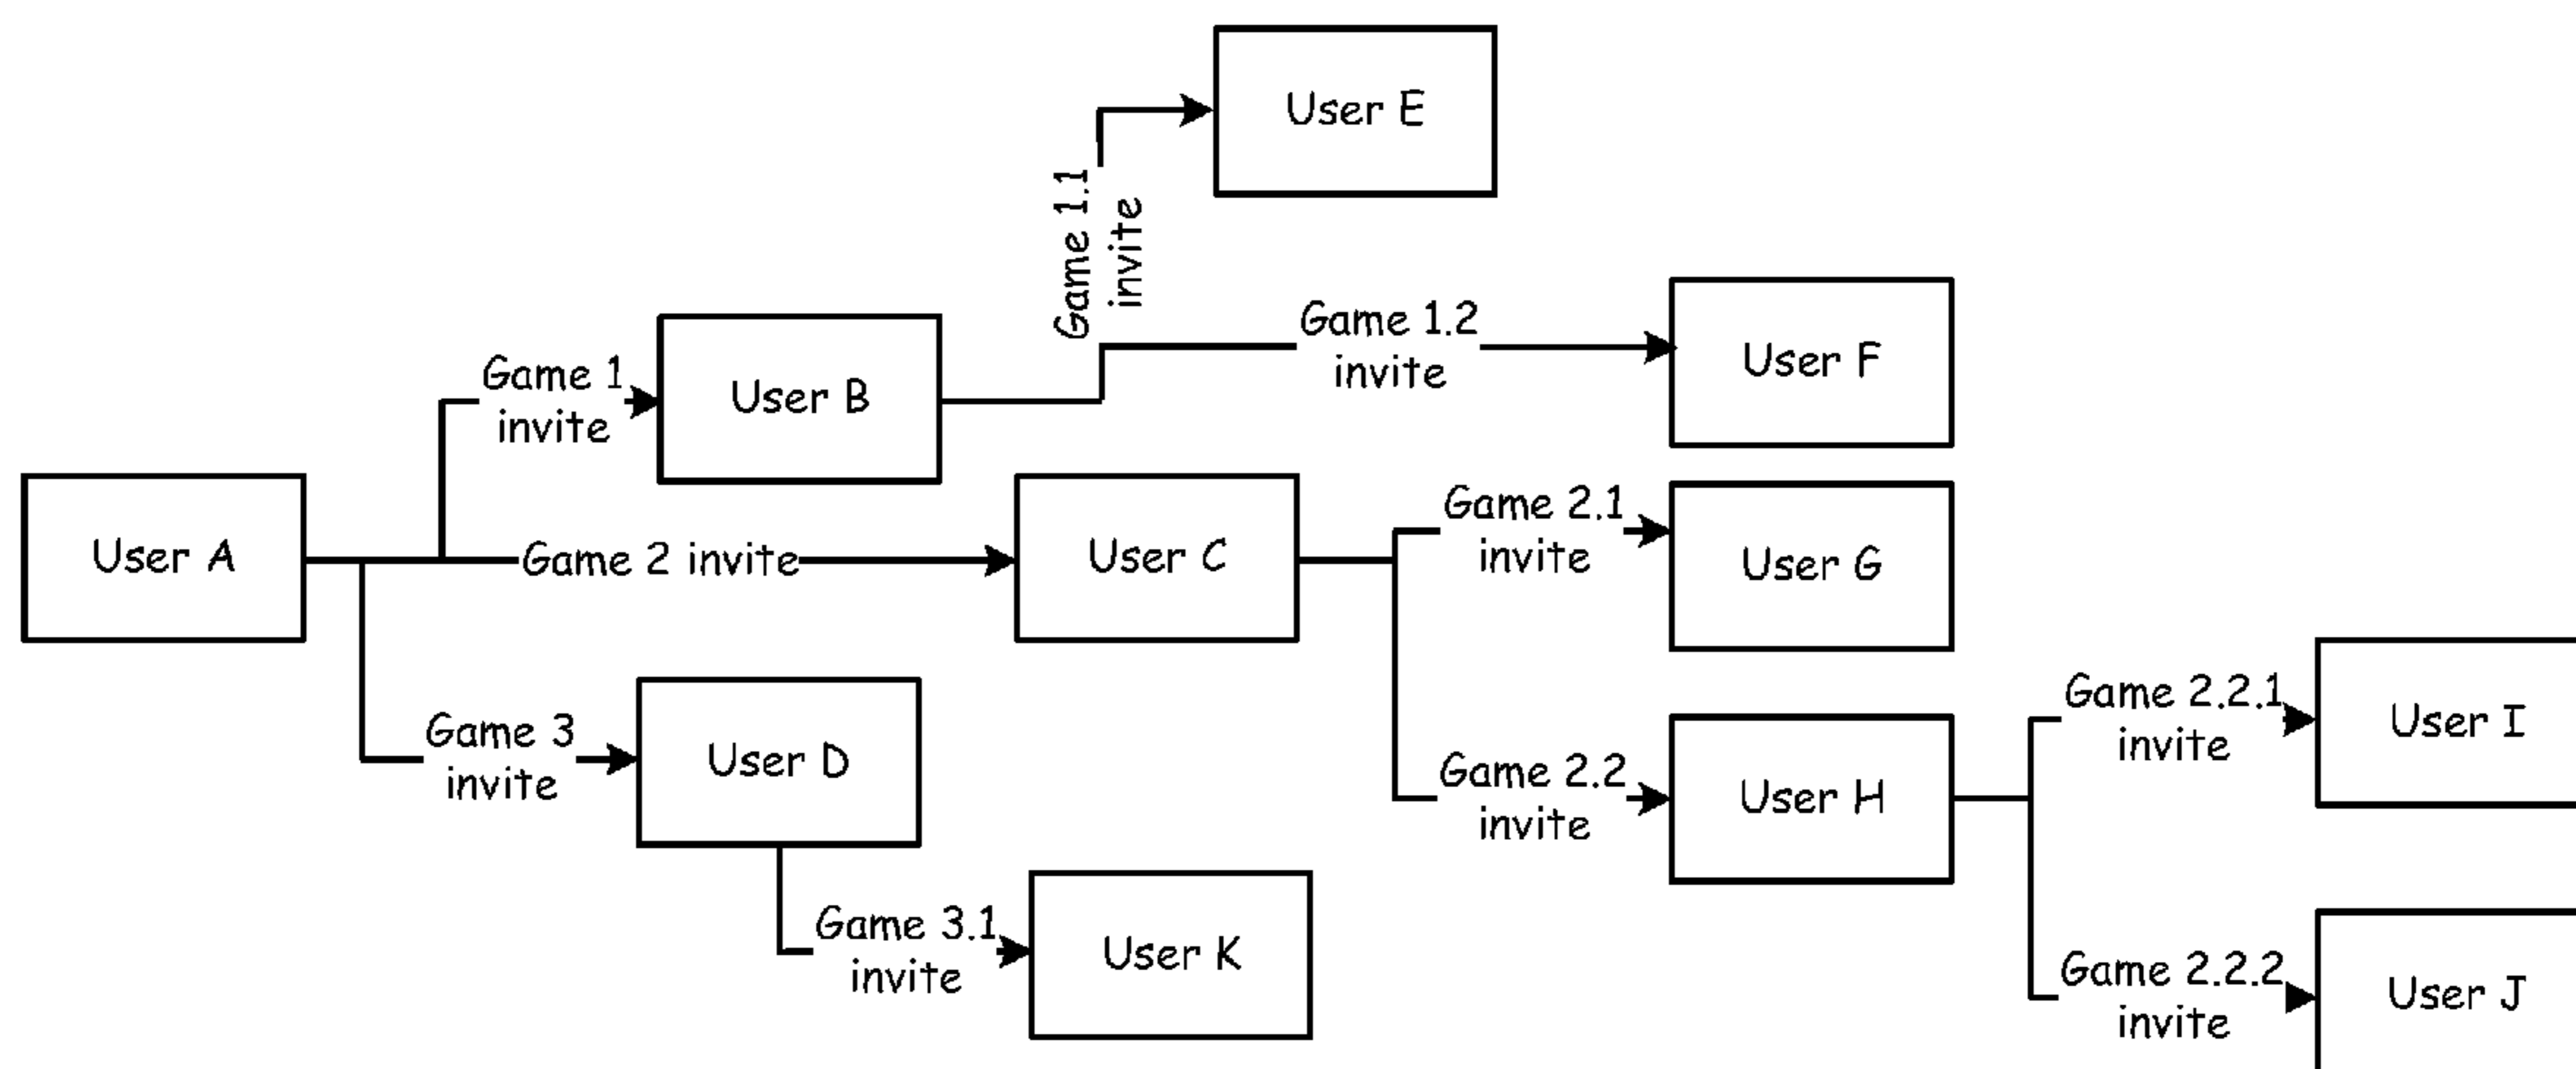 User E
Game 1.1
invite
Game 1.2
invite
User F
Game 1
invite
User B
User A
Game 2 invite
User C
Game 2.1
invite
User G
Game 3
invite
User D
Game 2.2
invite
User H
Game 2.2.1
invite
User I
Game 3.1
invite
User K
Game 2.2.2
invite
User J